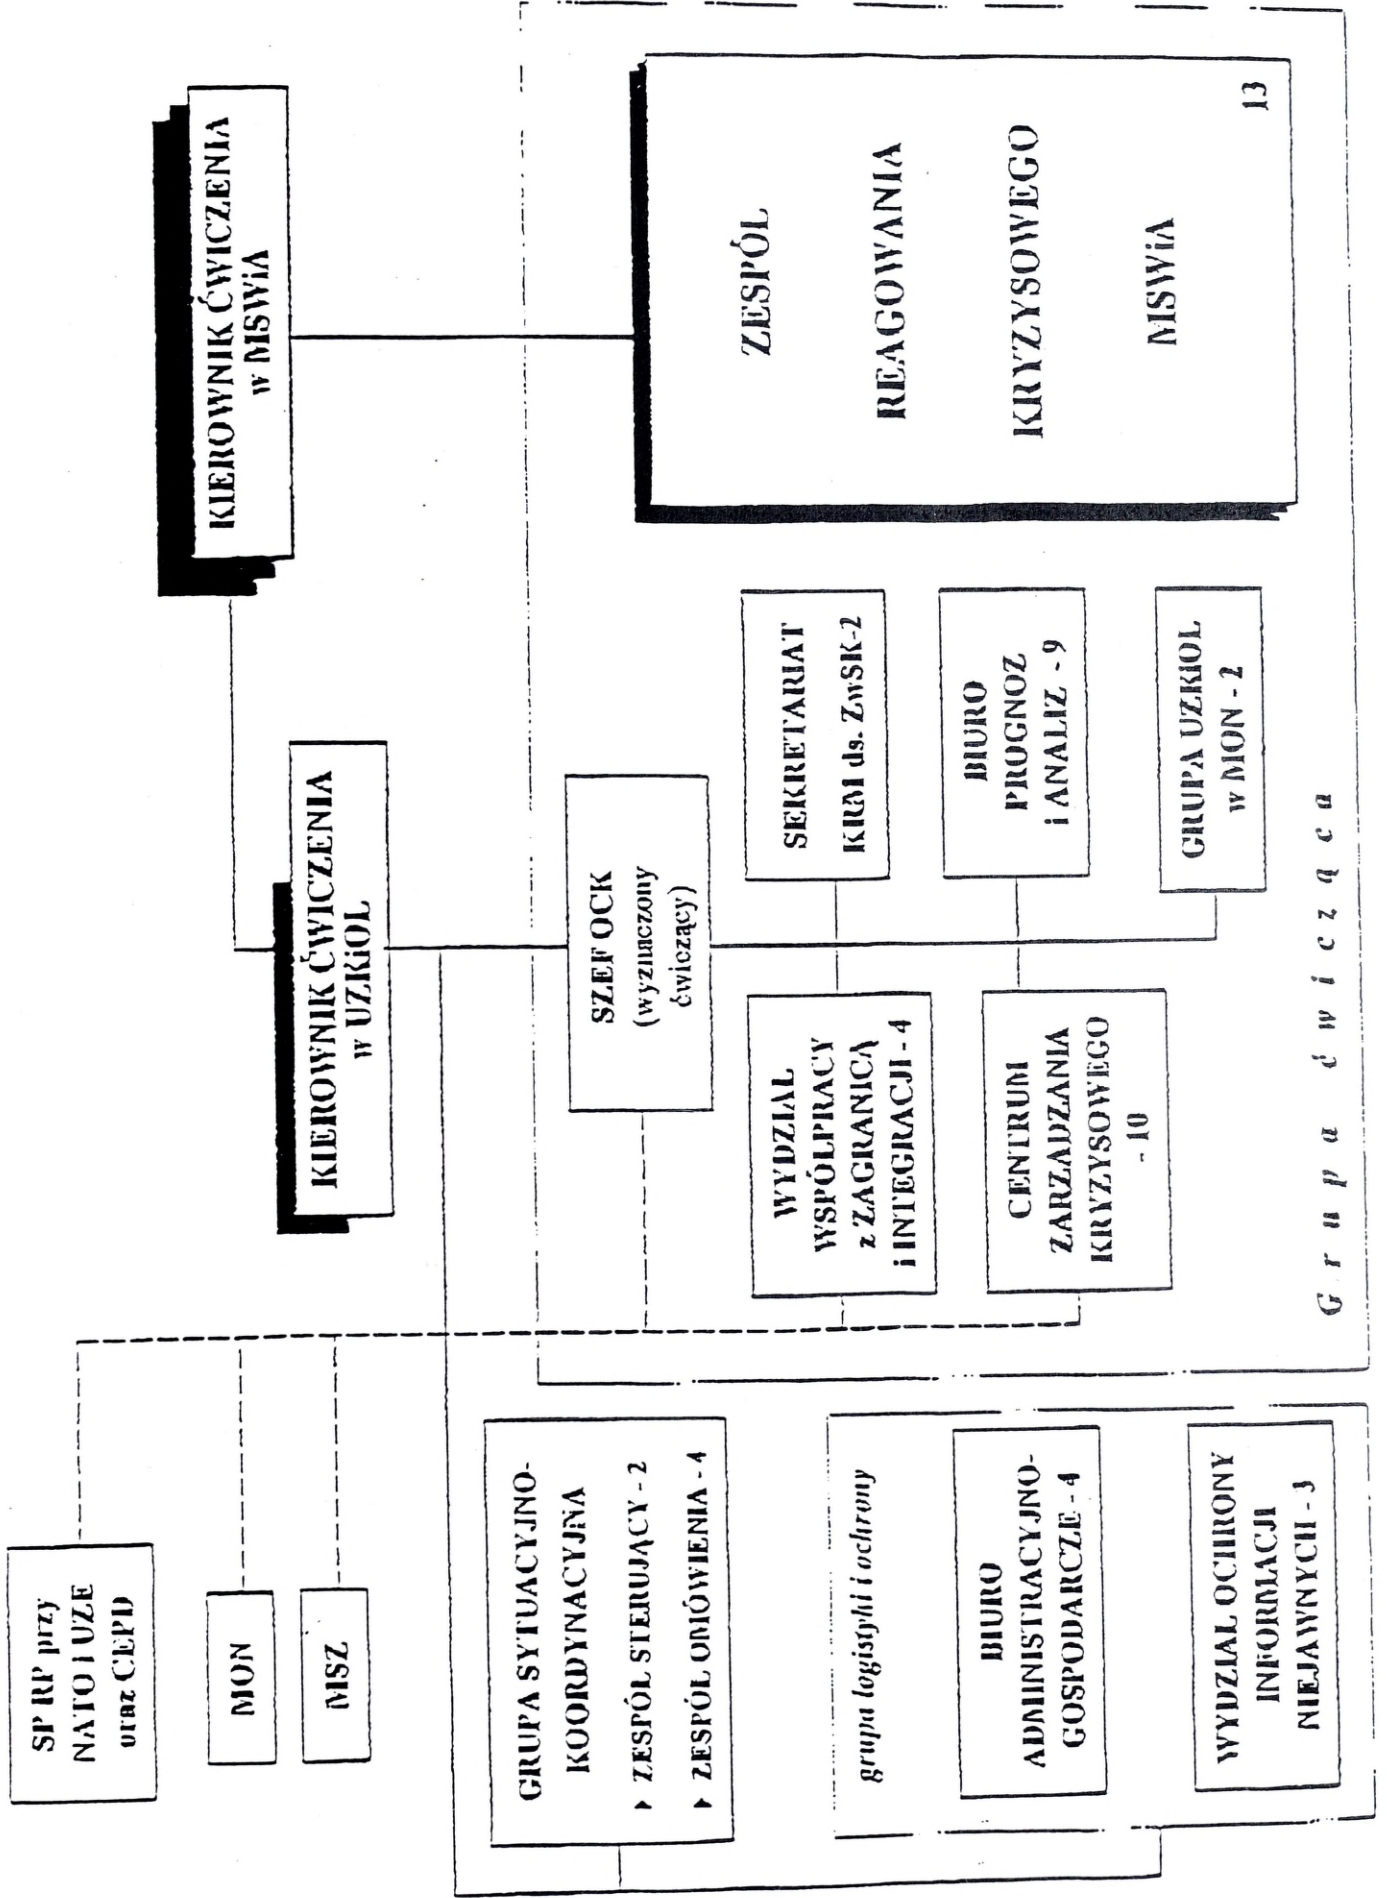 SP RP przy
NATO i UZE
oraz CEPD
MON
MSZ
KIEROWNIK ĆWICZENIA
w MSWiA
KIEROWNIK ĆWICZENIA
w UZKiOL
GRUPA SYTUACYJNO-
KOORDYNACYJNA
▸ ZESPÓŁ STERUJĄCY - 2
▸ ZESPÓŁ OMÓWIENIA - 4
grupa logistyki i ochrony
BIURO
ADMINISTRACYJNO-
GOSPODARCZE - 4
WYDZIAŁ OCHRONY
INFORMACJI
NIEJAWNYCH - 3
SZEF OCK
(wyznaczony
ćwiczący)
WYDZIAŁ
WSPÓŁPRACY
z ZAGRANICĄ
i INTEGRACJI - 4
SEKRETARIAT
KRM ds. ZwSK-2
CENTRUM
ZARZĄDZANIA
KRYZYSOWEGO
- 10
BIURO
PROGNOZ
i ANALIZ - 9
GRUPA UZKIOL
w MON - 2
ZESPÓŁ
REAGOWANIA
KRYZYSOWEGO
MSWiA
13
Grupa ćwicząca